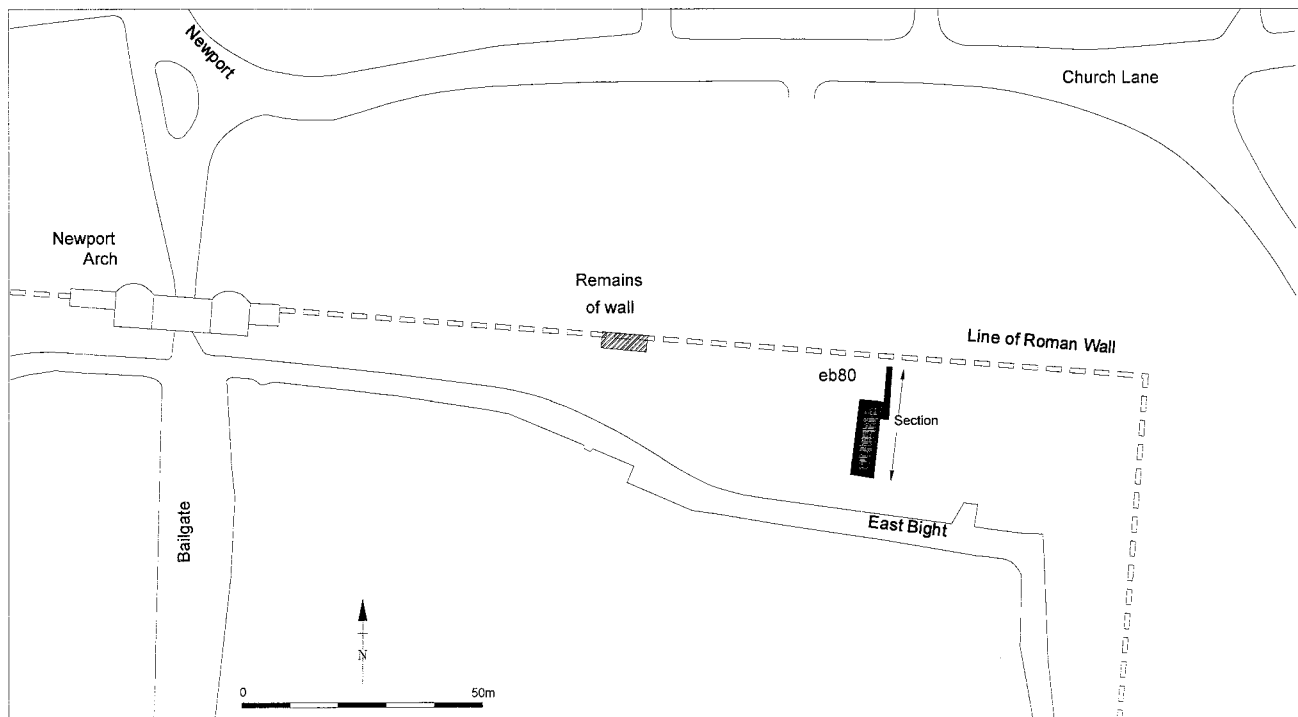 Newport
Church Lane
Newport
Arch
Remains
of wall
Line of Roman Wall
eb80
Section
East Bight
Bailgate
N
0 50m